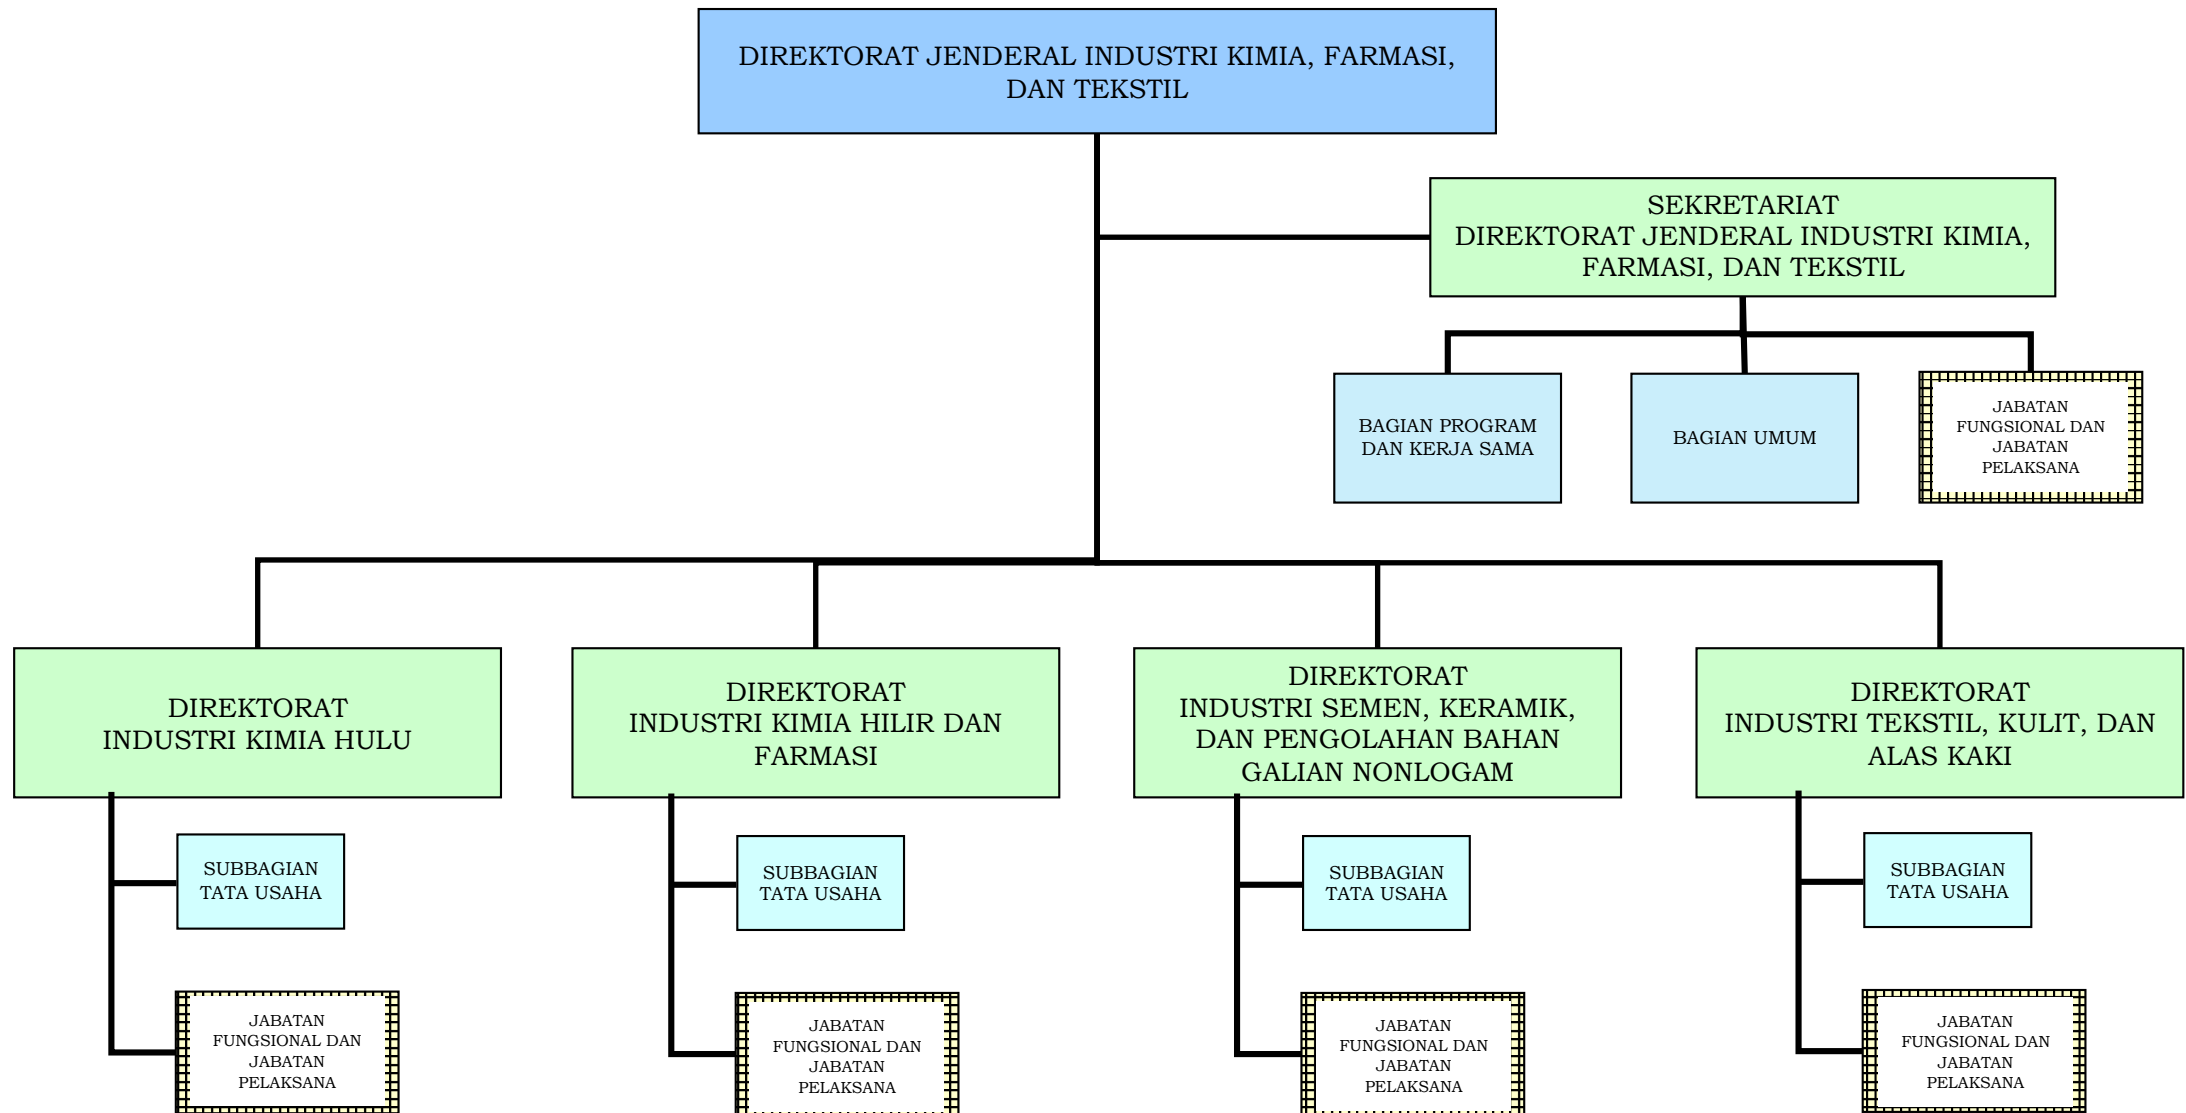 DIREKTORAT JENDERAL INDUSTRI KIMIA, FARMASI,
DAN TEKSTIL
SEKRETARIAT
DIREKTORAT JENDERAL INDUSTRI KIMIA,
FARMASI, DAN TEKSTIL
BAGIAN PROGRAM
DAN KERJA SAMA
BAGIAN UMUM
JABATAN
FUNGSIONAL DAN
JABATAN
PELAKSANA
DIREKTORAT
INDUSTRI KIMIA HULU
DIREKTORAT
INDUSTRI KIMIA HILIR DAN
FARMASI
DIREKTORAT
INDUSTRI SEMEN, KERAMIK,
DAN PENGOLAHAN BAHAN
GALIAN NONLOGAM
DIREKTORAT
INDUSTRI TEKSTIL, KULIT, DAN
ALAS KAKI
SUBBAGIAN
TATA USAHA
SUBBAGIAN
TATA USAHA
SUBBAGIAN
TATA USAHA
SUBBAGIAN
TATA USAHA
JABATAN
FUNGSIONAL DAN
JABATAN
PELAKSANA
JABATAN
FUNGSIONAL DAN
JABATAN
PELAKSANA
JABATAN
FUNGSIONAL DAN
JABATAN
PELAKSANA
JABATAN
FUNGSIONAL DAN
JABATAN
PELAKSANA